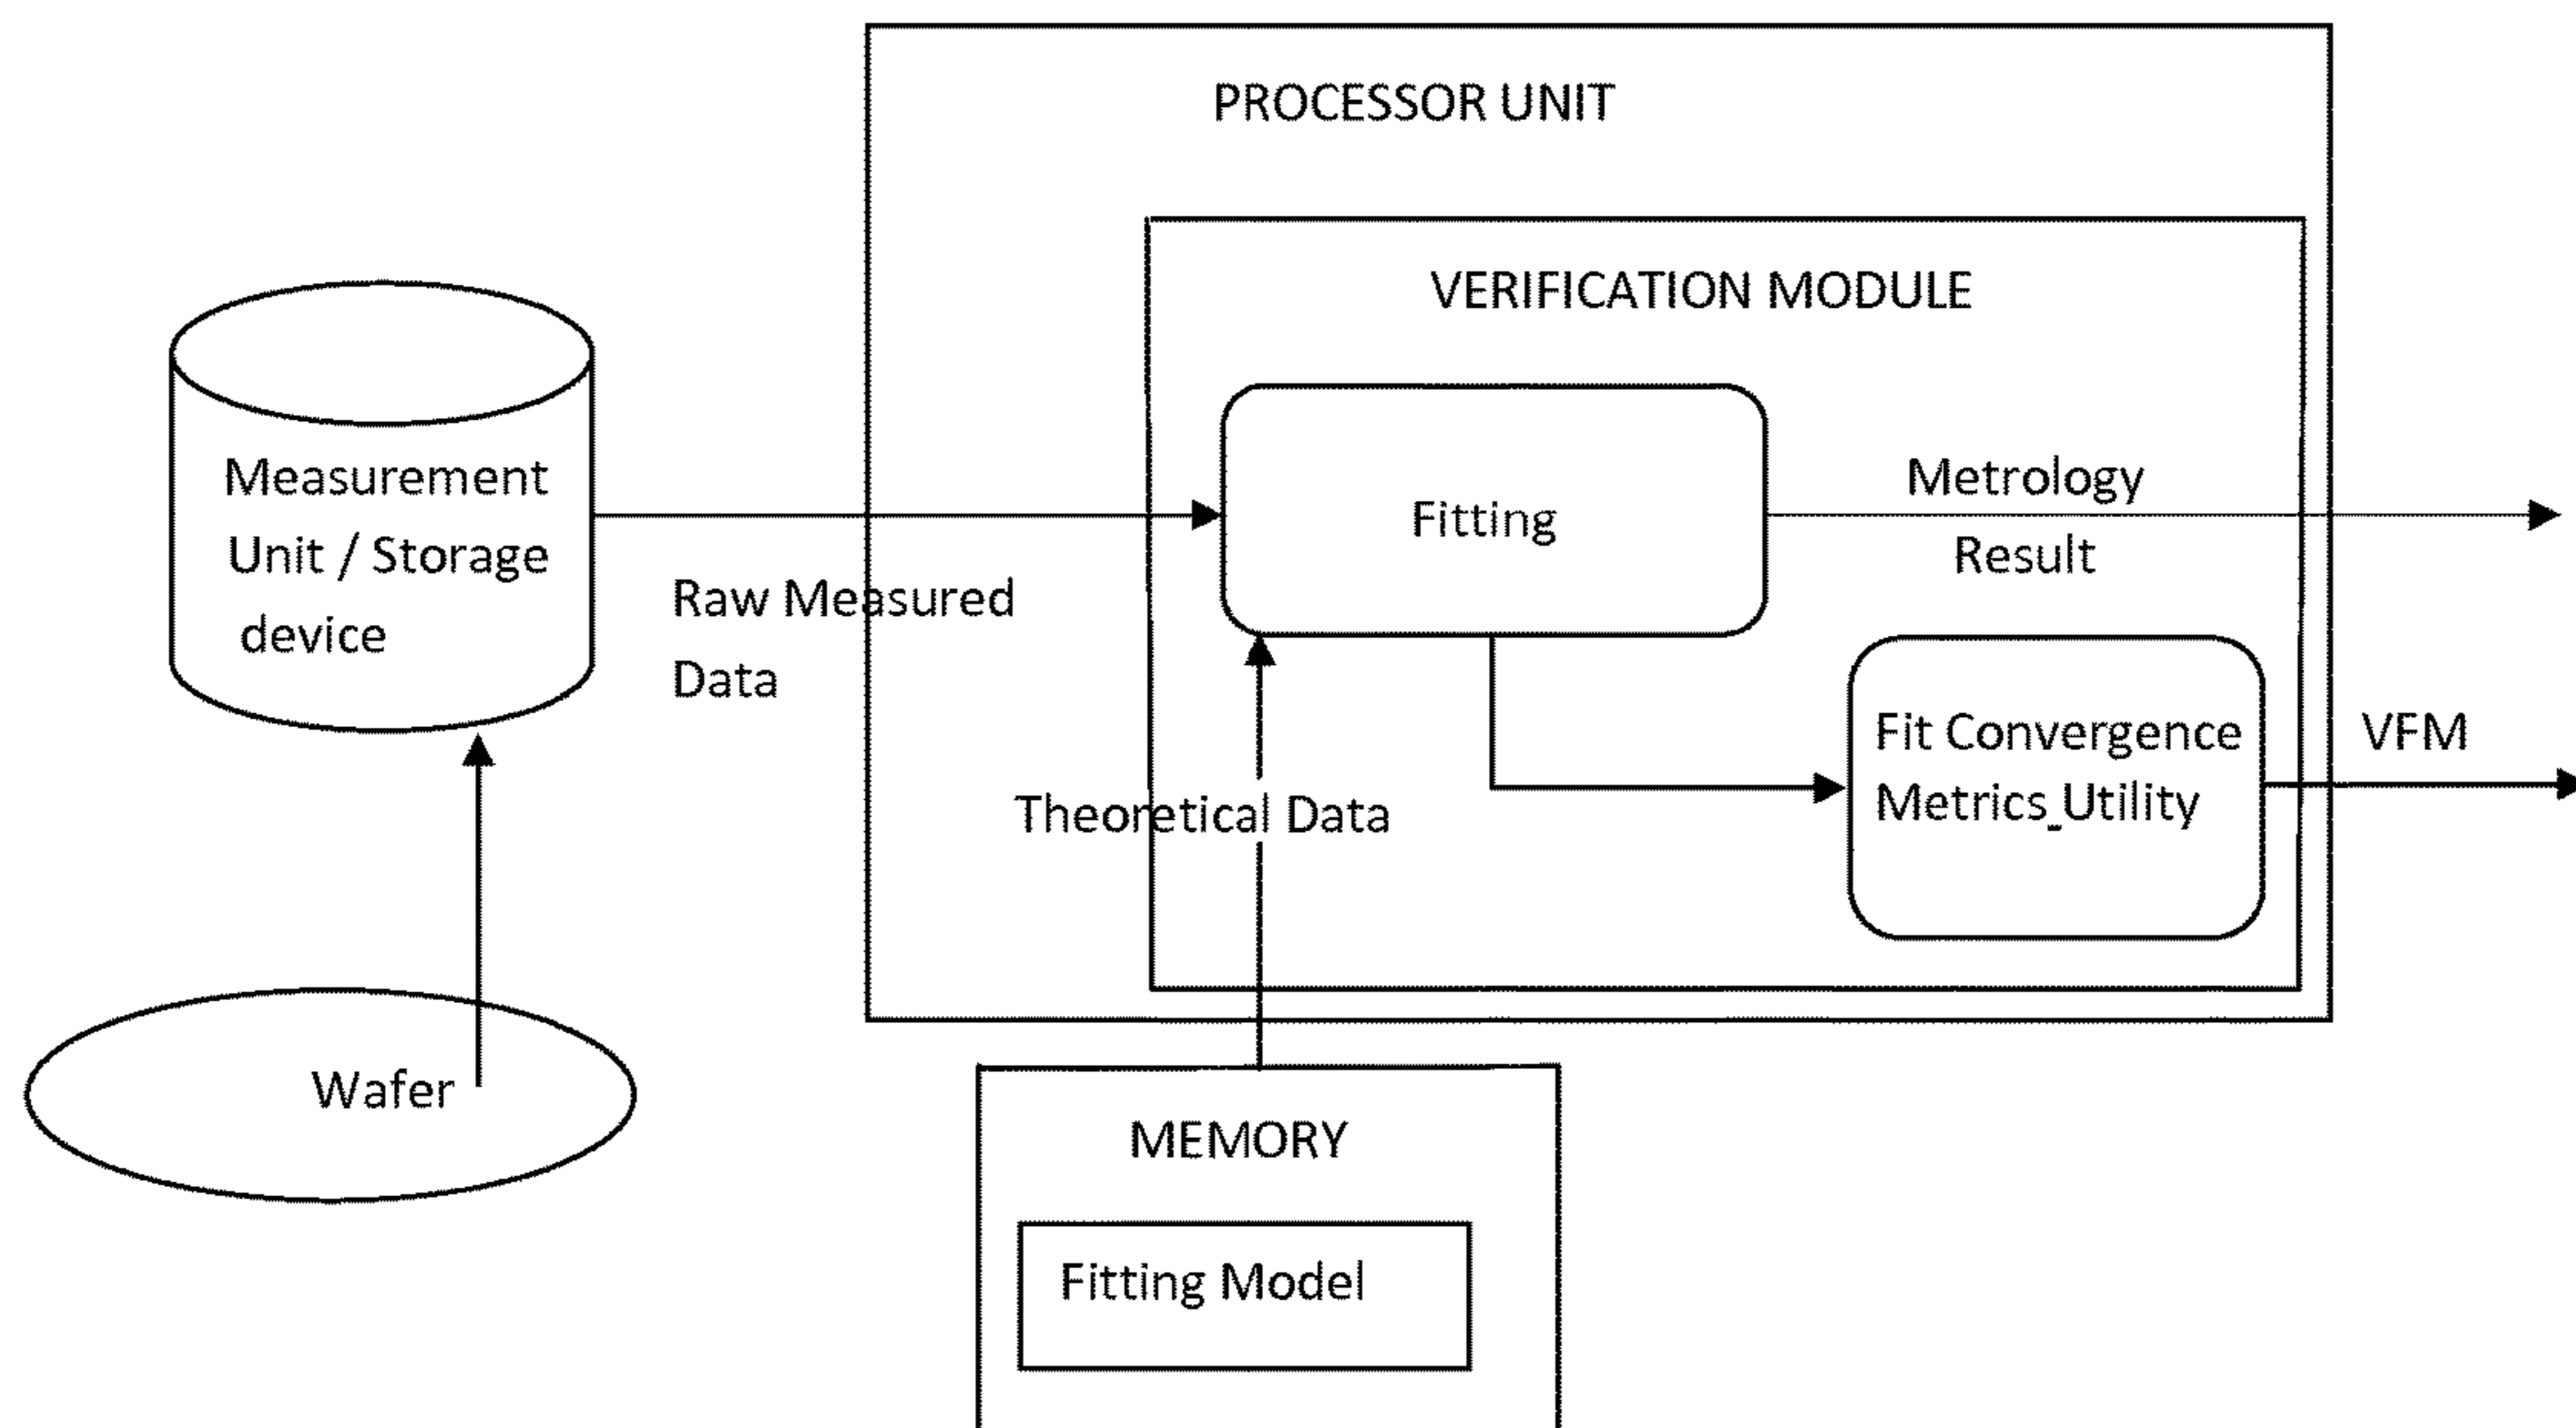 PROCESSOR UNIT
VERIFICATION MODULE
Measurement
Unit / Storage
device
Raw Measured
Data
Fitting
Metrology
Result
Theoretical Data
Fit Convergence
Metrics_Utility
VFM
Wafer
MEMORY
Fitting Model